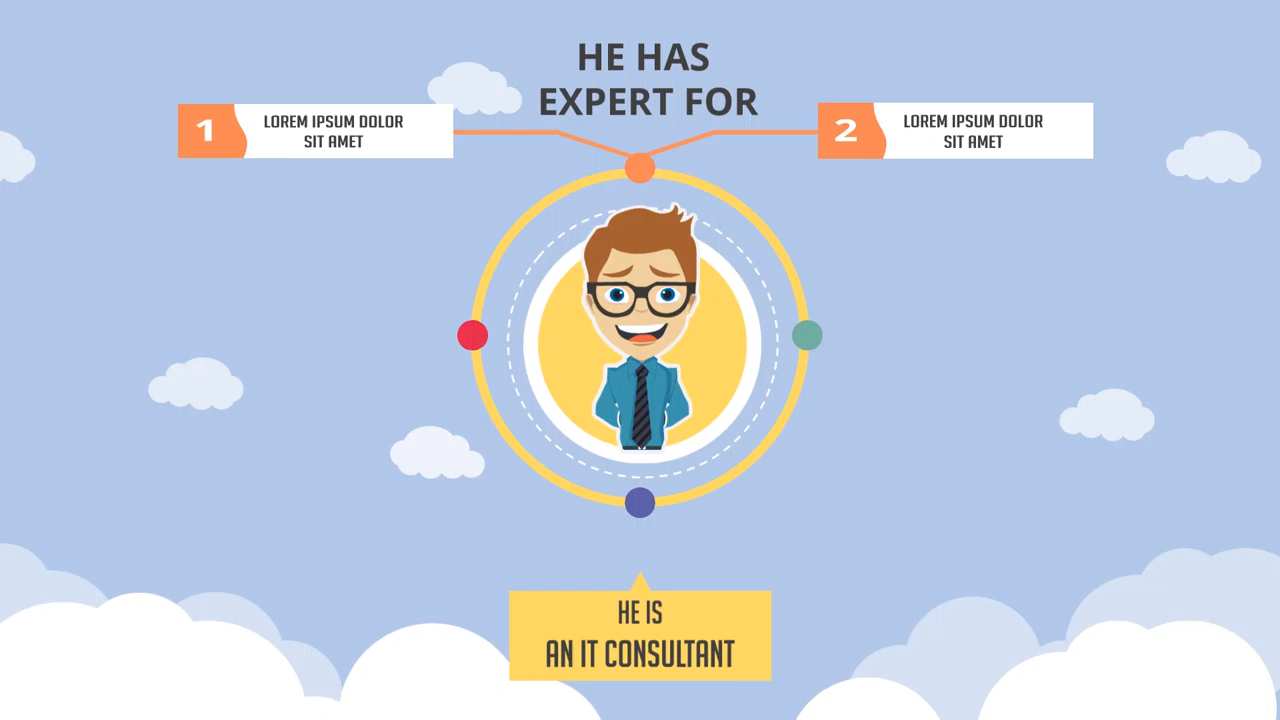 HE HAS
EXPERT FOR
1
LOREM IPSUM DOLOR
SIT AMET
2
LOREM IPSUM DOLOR
SIT AMET
HE IS
AN IT CONSULTANT